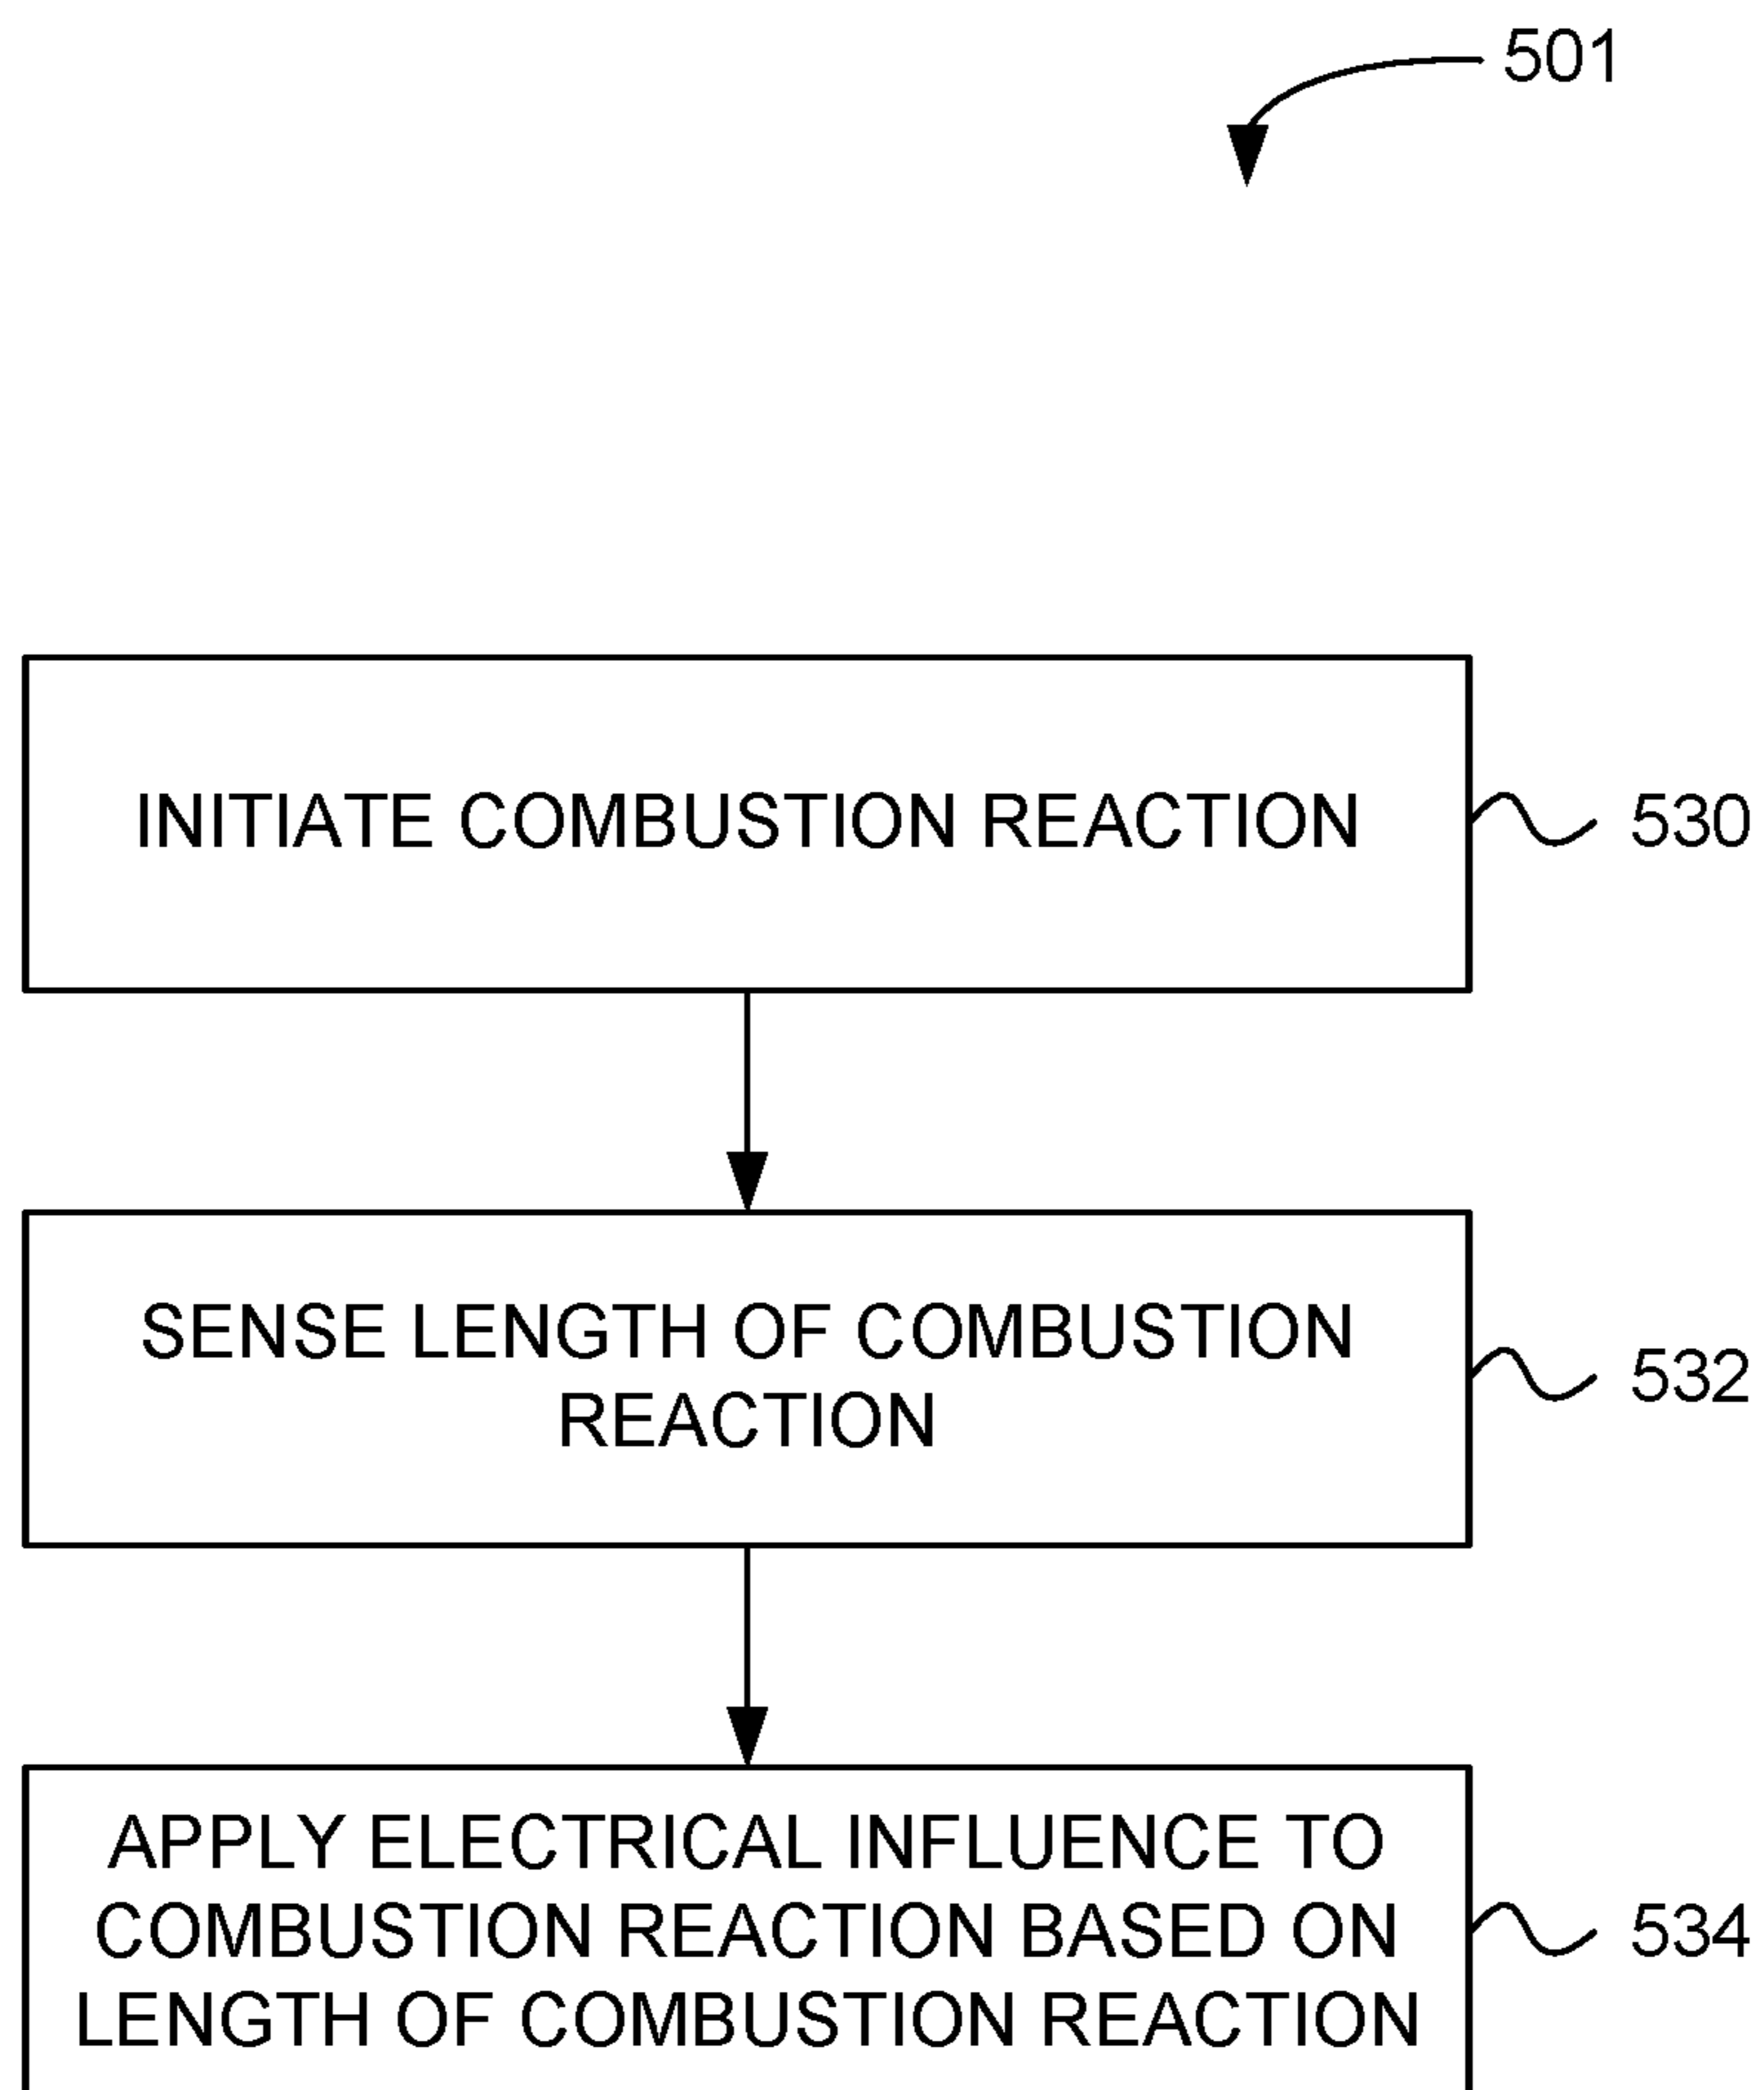 501
INITIATE COMBUSTION REACTION
530
SENSE LENGTH OF COMBUSTION
REACTION
532
APPLY ELECTRICAL INFLUENCE TO
COMBUSTION REACTION BASED ON
LENGTH OF COMBUSTION REACTION
534